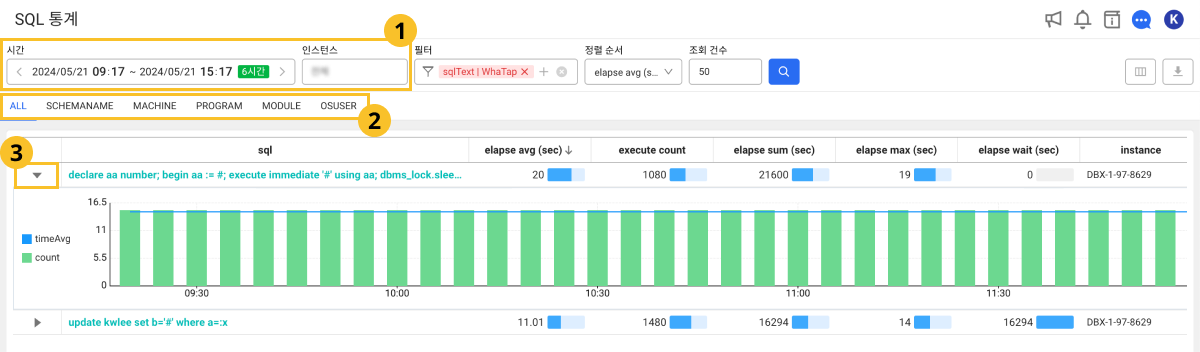 SQL 통계
K
1
시간
인스턴스
필터
정렬 순서
조회 건수
2024/05/21 09:17 ~ 2024/05/21 15:17 6시간
sqlText | WhaTap
elapse avg (s...
50
ALL SCHEMANAME MACHINE PROGRAM MODULE OSUSER
2
3
sql elapse avg (sec) execute count elapse sum (sec) elapse max (sec) elapse wait (sec) instance
declare aa number; begin aa := #; execute immediate '#' using aa; dbms_lock.slee... 20 1080 21600 19 0 DBX-1-97-8629
16.5
11
5.5
0
timeAvg
count
09:30 10:00 10:30 11:00 11:30
update kwlee set b='#' where a=:x 11.01 1480 16294 14 16294 DBX-1-97-8629